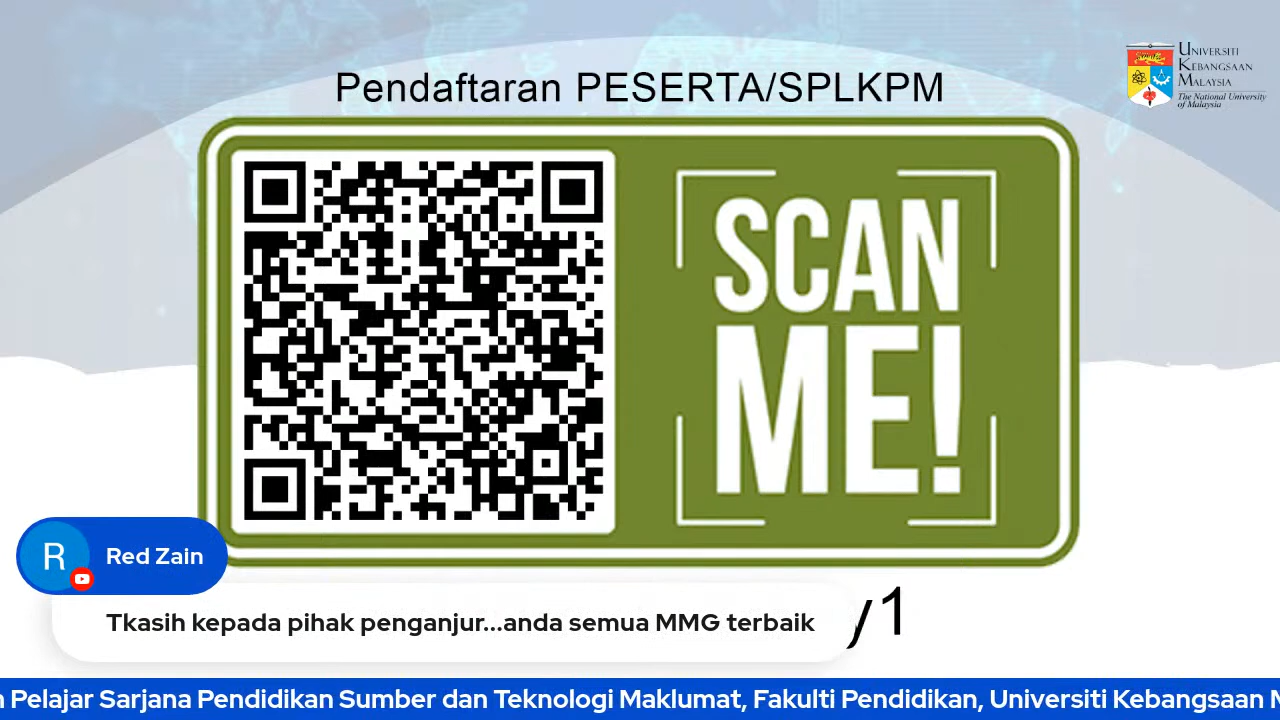 Pendaftaran PESERTA/SPLKPM
UNIVERSITI
KEBANGSAAN
MALAYSIA
The National University
of Malaysia
SCAN
ME!
R
Red Zain
Tkasih kepada pihak penganjur...anda semua MMG terbaik
/1
Pelajar Sarjana Pendidikan Sumber dan Teknologi Maklumat, Fakulti Pendidikan, Universiti Kebangsaan